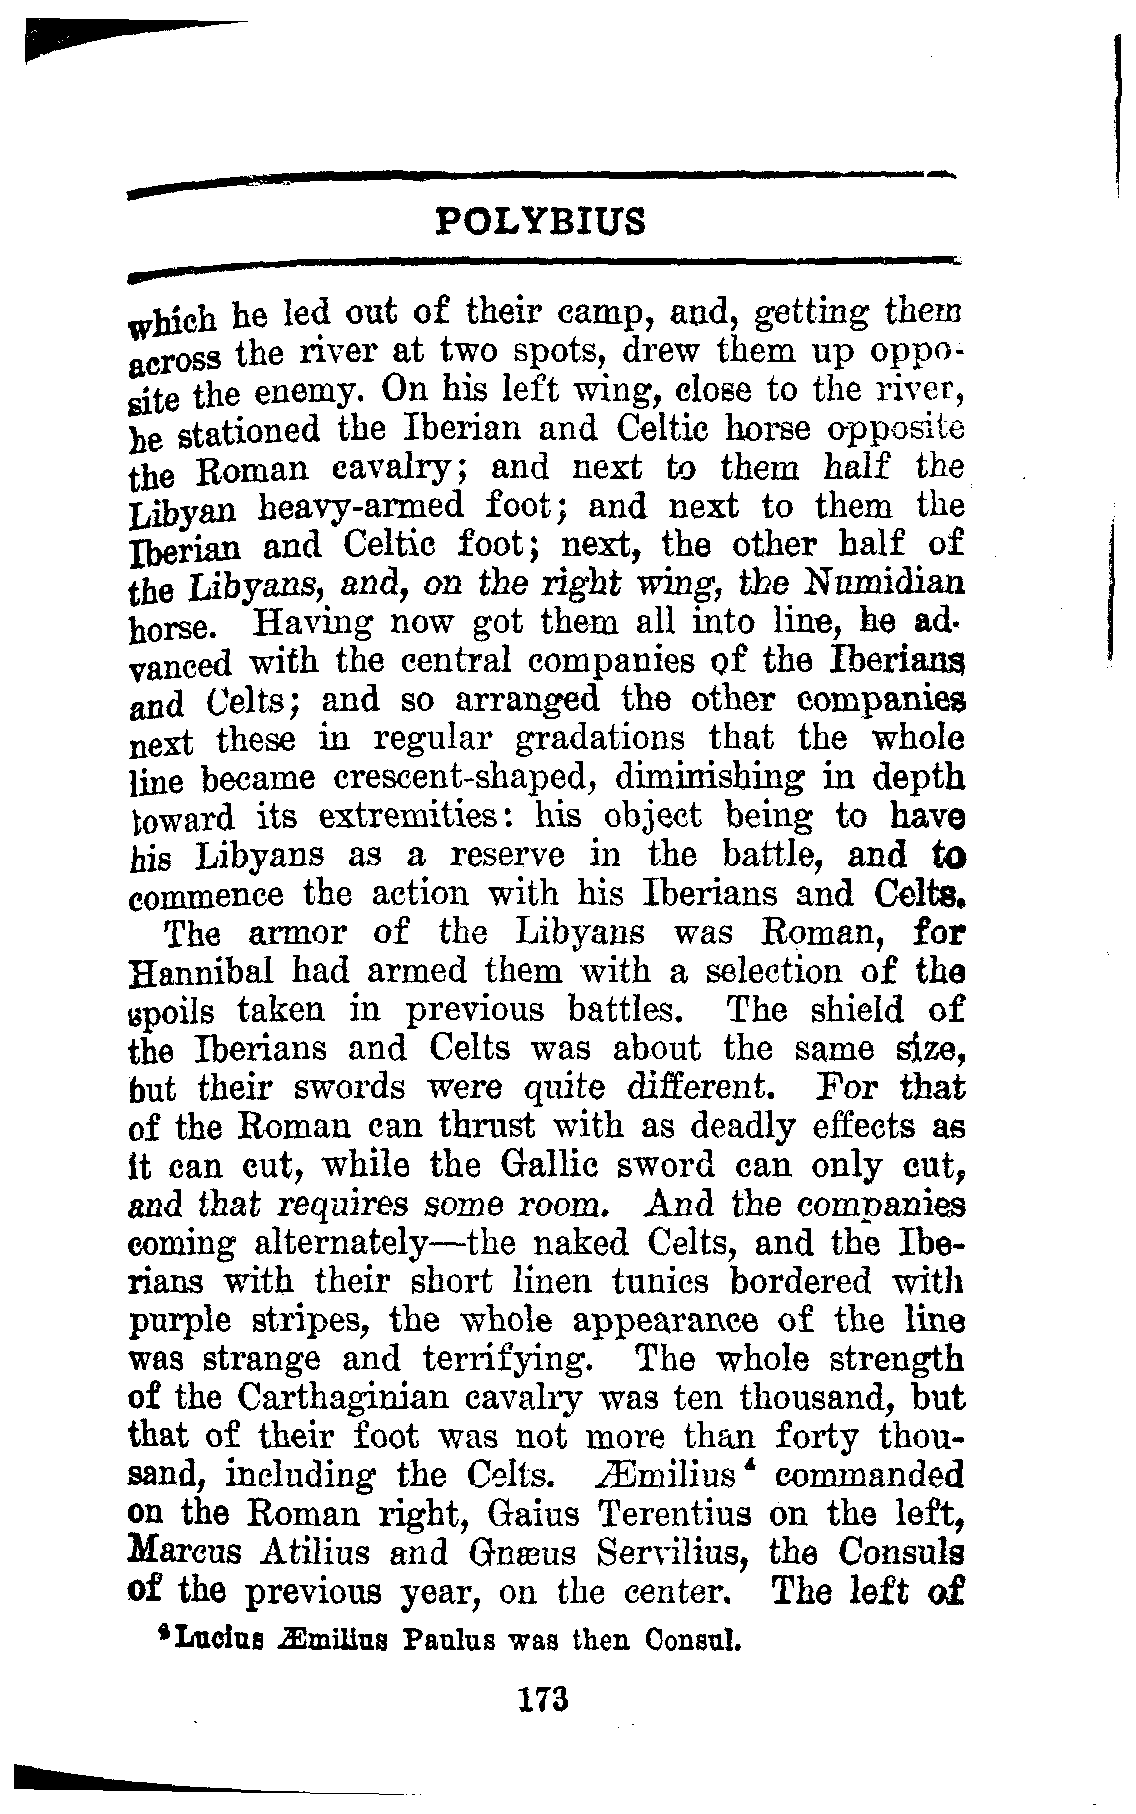 POLYBIUS
which he led out of their camp, and, getting them
across the river at two spots, drew them up oppo-
site the enemy. On his left wing, close to the river,
he stationed the Iberian and Celtic horse opposite
the Roman cavalry; and next to them half the
Libyan heavy-armed foot; and next to them the
Iberian and Celtic foot; next, the other half of
the Libyans, and, on the right wing, the Numidian
horse. Having now got them all into line, he ad-
vanced with the central companies of the Iberians
and Celts; and so arranged the other companies
next these in regular gradations that the whole
line became crescent-shaped, diminishing in depth
toward its extremities: his object being to have
his Libyans as a reserve in the battle, and to
commence the action with his Iberians and Celts.
The armor of the Libyans was Roman, for
Hannibal had armed them with a selection of the
spoils taken in previous battles. The shield of
the Iberians and Celts was about the same size,
but their swords were quite different. For that
of the Roman can thrust with as deadly effects as
it can cut, while the Gallic sword can only cut,
and that requires some room. And the companies
coming alternately—the naked Celts, and the Ibe-
rians with their short linen tunics bordered with
purple stripes, the whole appearance of the line
was strange and terrifying. The whole strength
of the Carthaginian cavalry was ten thousand, but
that of their foot was not more than forty thou-
sand, including the Celts. Æmilius⁴ commanded
on the Roman right, Gaius Terentius on the left,
Marcus Atilius and Gnæus Servilius, the Consuls
of the previous year, on the center. The left of
⁴Lucius Æmilius Paulus was then Consul.
173